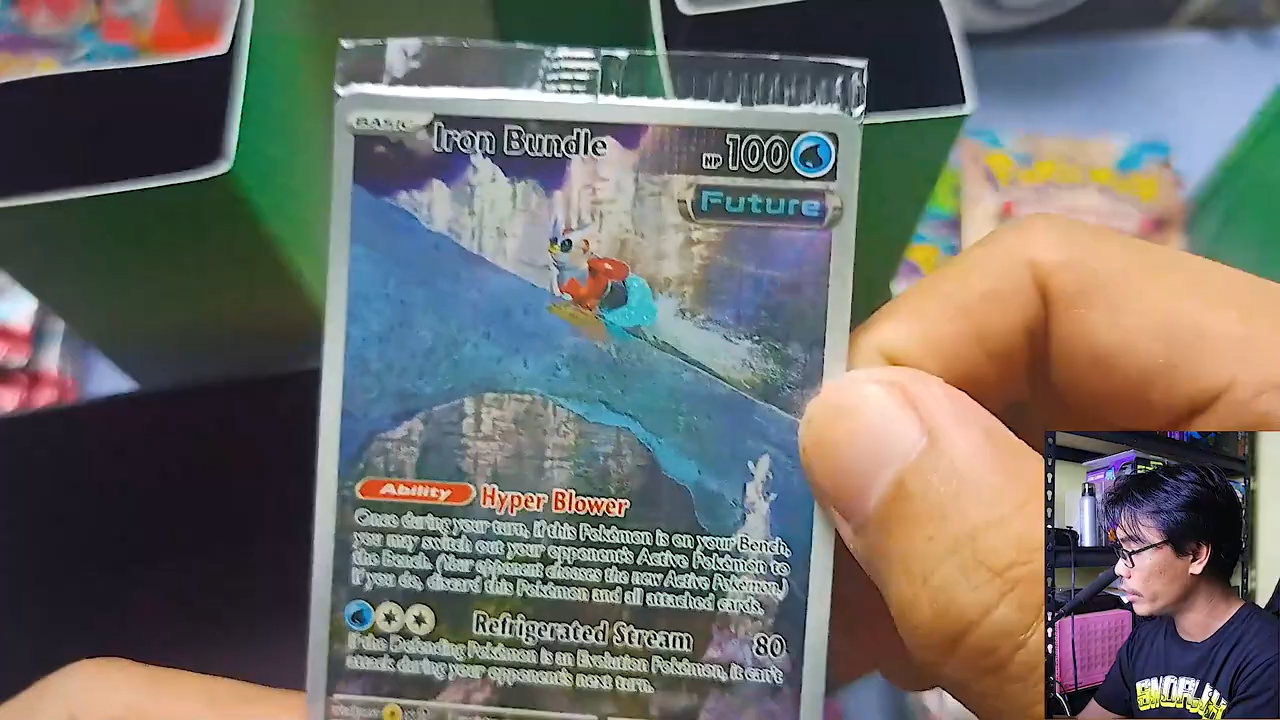 BASIC Iron Bundle HP 100
Future
Ability Hyper Blower
Once during your turn, if this Pokémon is on your Bench,
you may switch out your opponent's Active Pokémon to
the Bench. (Your opponent chooses the new Active Pokémon.)
If you do, discard this Pokémon and all attached cards.
Refrigerated Stream 80
If the Defending Pokémon is an Evolution Pokémon, it can't
attack during your opponent's next turn.